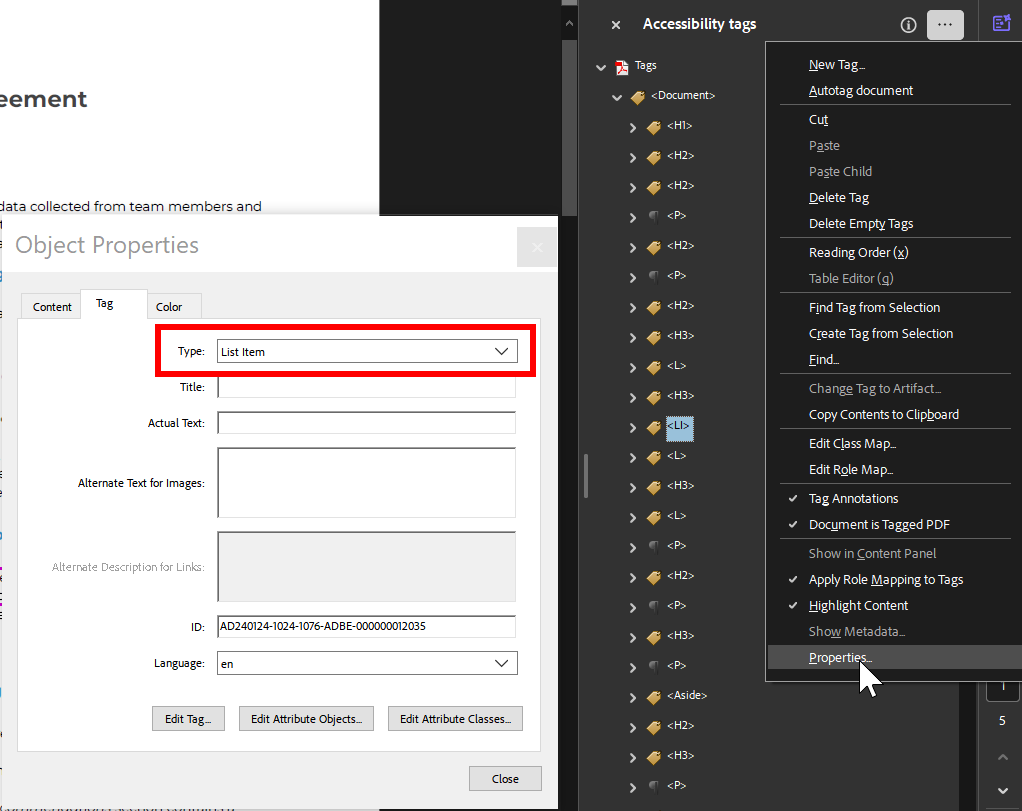 eement
data collected from team members and
Object Properties
Content
Tag
Color
Type:
List Item
Title:
Actual Text:
Alternate Text for Images:
Alternate Description for Links:
ID:
AD240124-1024-1076-ADBE-000000012035
Language:
en
Edit Tag...
Edit Attribute Objects...
Edit Attribute Classes...
Close
Accessibility tags
Tags
<Document>
<H1>
<H2>
<H2>
<P>
<H2>
<P>
<H2>
<H3>
<L>
<H3>
<LI>
<L>
<H3>
<L>
<P>
<H2>
<P>
<H3>
<P>
<Aside>
<H2>
<H3>
<P>
New Tag...
Autotag document
Cut
Paste
Paste Child
Delete Tag
Delete Empty Tags
Reading Order (x)
Table Editor (q)
Find Tag from Selection
Create Tag from Selection
Find...
Change Tag to Artifact...
Copy Contents to Clipboard
Edit Class Map...
Edit Role Map...
Tag Annotations
Document is Tagged PDF
Show in Content Panel
Apply Role Mapping to Tags
Highlight Content
Show Metadata...
Properties...
1
5